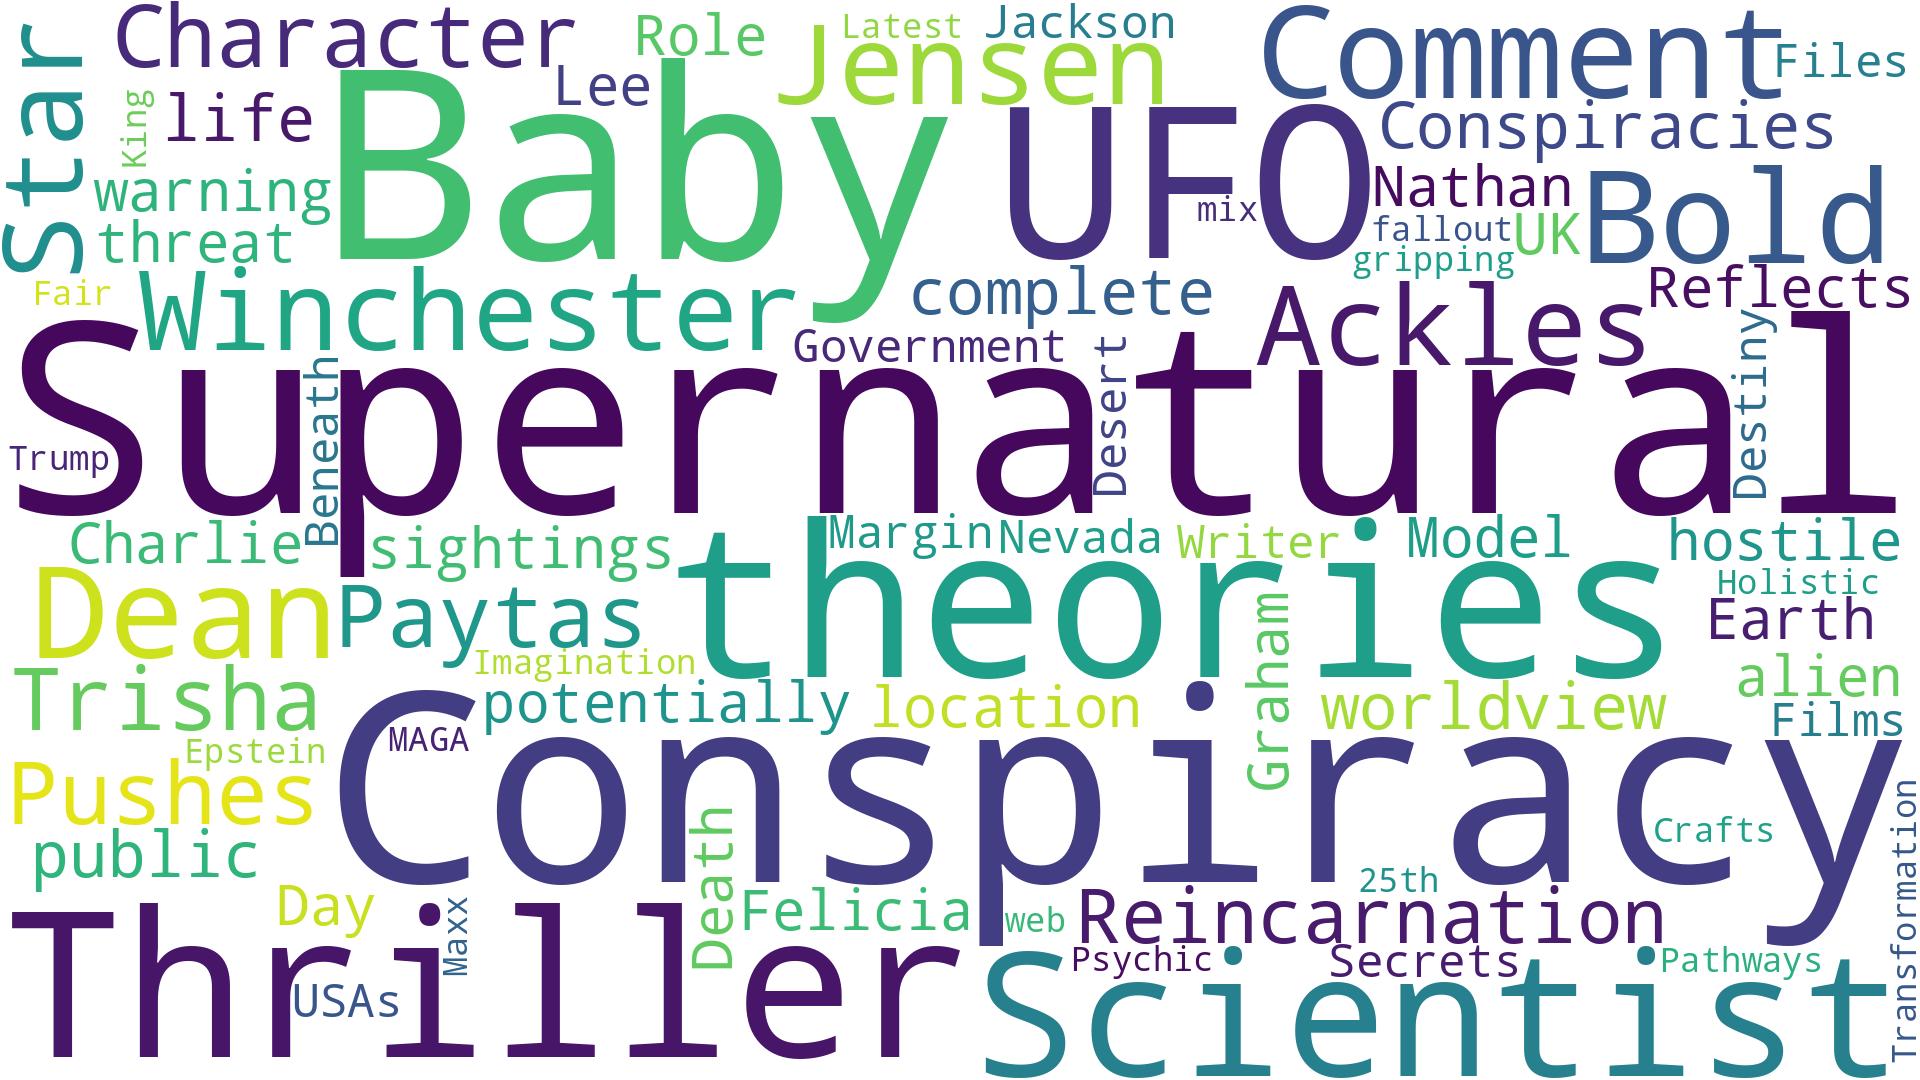 Star
Character
Role
Latest
Jackson
Jensen
Comment
Files
King
life
Lee
Baby
UFO
Conspiracies
Nathan
Bold
warning
mix
fallout
UK
threat
gripping
Fair
Winchester
complete
Ackles
Reflects
Government
Desert
Destiny
Supernatural
Trump
Beneath
Charlie
sightings
Margin
Nevada
Writer
Model
hostile
Dean
Paytas
theories
Holistic
Earth
Imagination
Graham
Trisha
potentially
location
worldview
alien
Films
MAGA
Epstein
Conspiracy
Pushes
Crafts
public
Death
Transformation
Day
Maxx
Felicia
web
25th
Reincarnation
Thriller
USAs
Psychic
Secrets
Pathways
Scientist